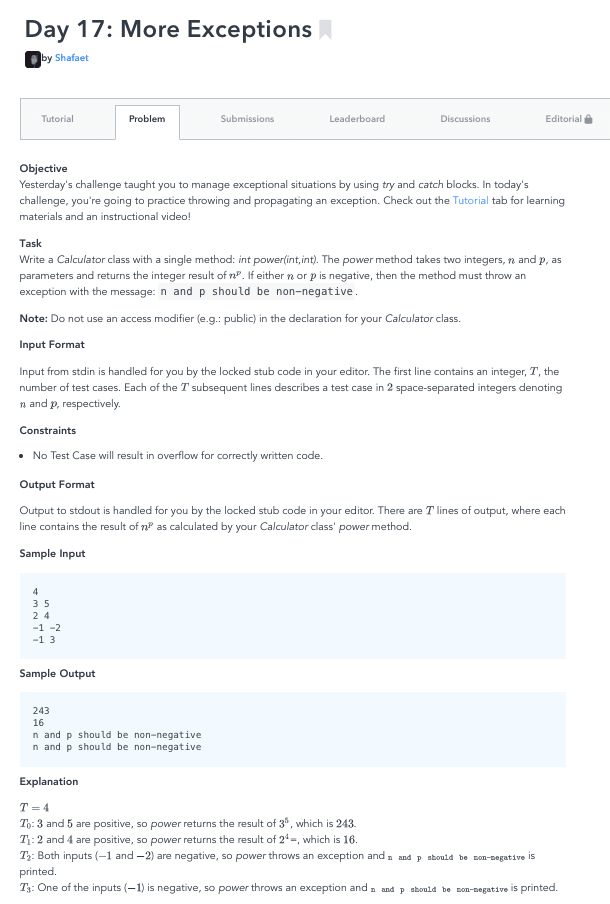 Day 17: More Exceptions
by Shafaet
Tutorial Problem Submissions Leaderboard Discussions Editorial
Objective
Yesterday's challenge taught you to manage exceptional situations by using try and catch blocks. In today's
challenge, you're going to practice throwing and propagating an exception. Check out the Tutorial tab for learning
materials and an instructional video!
Task
Write a Calculator class with a single method: int power(int,int). The power method takes two integers, n and p, as
parameters and returns the integer result of nᵖ. If either n or p is negative, then the method must throw an
exception with the message: n and p should be non-negative.
Note: Do not use an access modifier (e.g.: public) in the declaration for your Calculator class.
Input Format
Input from stdin is handled for you by the locked stub code in your editor. The first line contains an integer, T, the
number of test cases. Each of the T subsequent lines describes a test case in 2 space-separated integers denoting
n and p, respectively.
Constraints
• No Test Case will result in overflow for correctly written code.
Output Format
Output to stdout is handled for you by the locked stub code in your editor. There are T lines of output, where each
line contains the result of nᵖ as calculated by your Calculator class' power method.
Sample Input
4
3 5
2 4
-1 -2
-1 3
Sample Output
243
16
n and p should be non-negative
n and p should be non-negative
Explanation
T = 4
T₀: 3 and 5 are positive, so power returns the result of 3⁵, which is 243.
T₁: 2 and 4 are positive, so power returns the result of 2⁴=, which is 16.
T₂: Both inputs (−1 and −2) are negative, so power throws an exception and n and p should be non-negative is
printed.
T₃: One of the inputs (−1) is negative, so power throws an exception and n and p should be non-negative is printed.